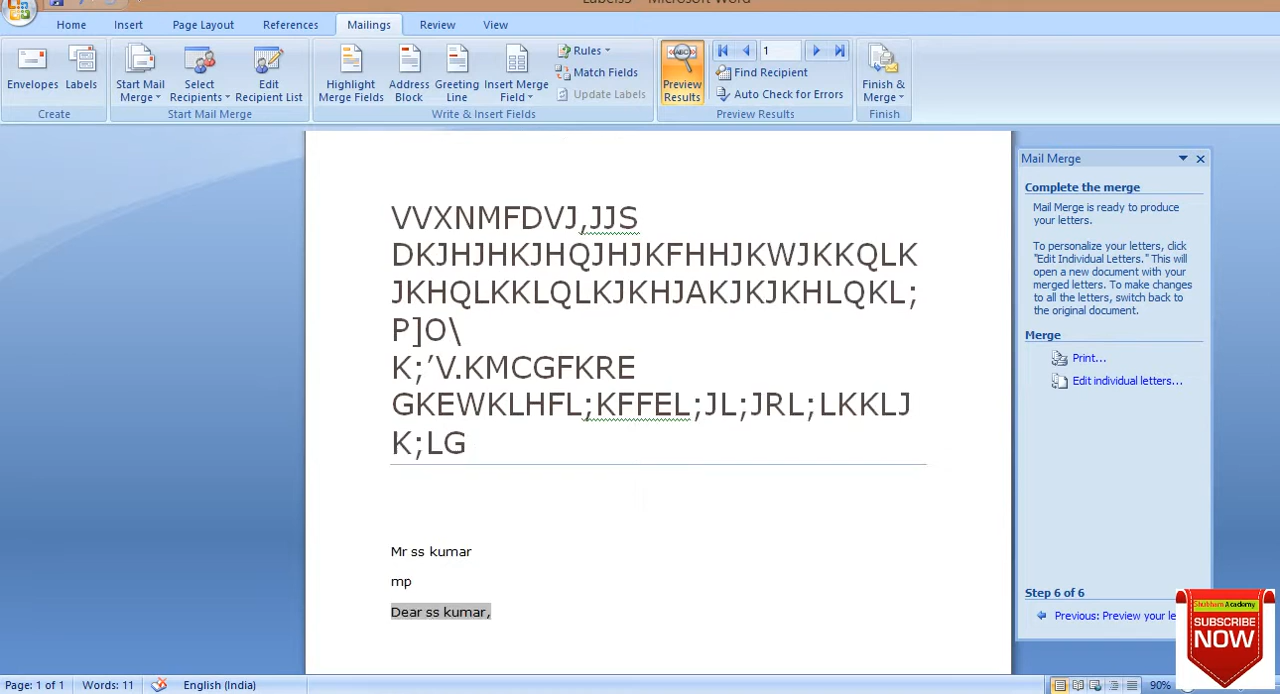 Labels5 - Microsoft Word
Home Insert Page Layout References Mailings Review View
Envelopes Labels Start Mail Merge Select Recipients Edit Recipient List Highlight Merge Fields Address Block Greeting Line Insert Merge Field Rules Match Fields Update Labels ABC Preview Results 1 Find Recipient Auto Check for Errors Finish & Merge
Create Start Mail Merge Write & Insert Fields Preview Results Finish
VVXNMFDVJ,JJS
DKJHJHKJHQJHJKFHHJKWJKKQLK
JKHQLKKLQLKJKHJAKJKJKHLQKL;
P]O\
K;’V.KMCGFKRE
GKEWKLHFL;KFFEL;JL;JRL;LKKLJ
K;LG
Mr ss kumar
mp
Dear ss kumar,
Mail Merge
Complete the merge
Mail Merge is ready to produce
your letters.
To personalize your letters, click
"Edit Individual Letters." This will
open a new document with your
merged letters. To make changes
to all the letters, switch back to
the original document.
Merge
Print...
Edit individual letters...
Step 6 of 6
Previous: Preview your le
Shubham Academy
SUBSCRIBE
NOW
Page: 1 of 1 Words: 11 English (India) 90%